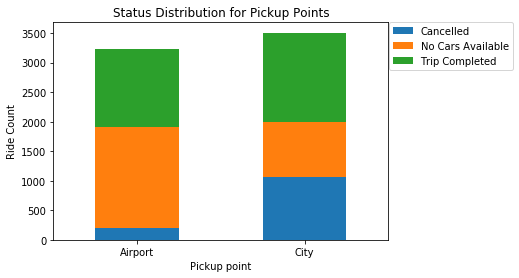 Status Distribution for Pickup Points
Cancelled
No Cars Available
Trip Completed
Ride Count
3500
3000
2500
2000
1500
1000
500
0
Airport
City
Pickup point